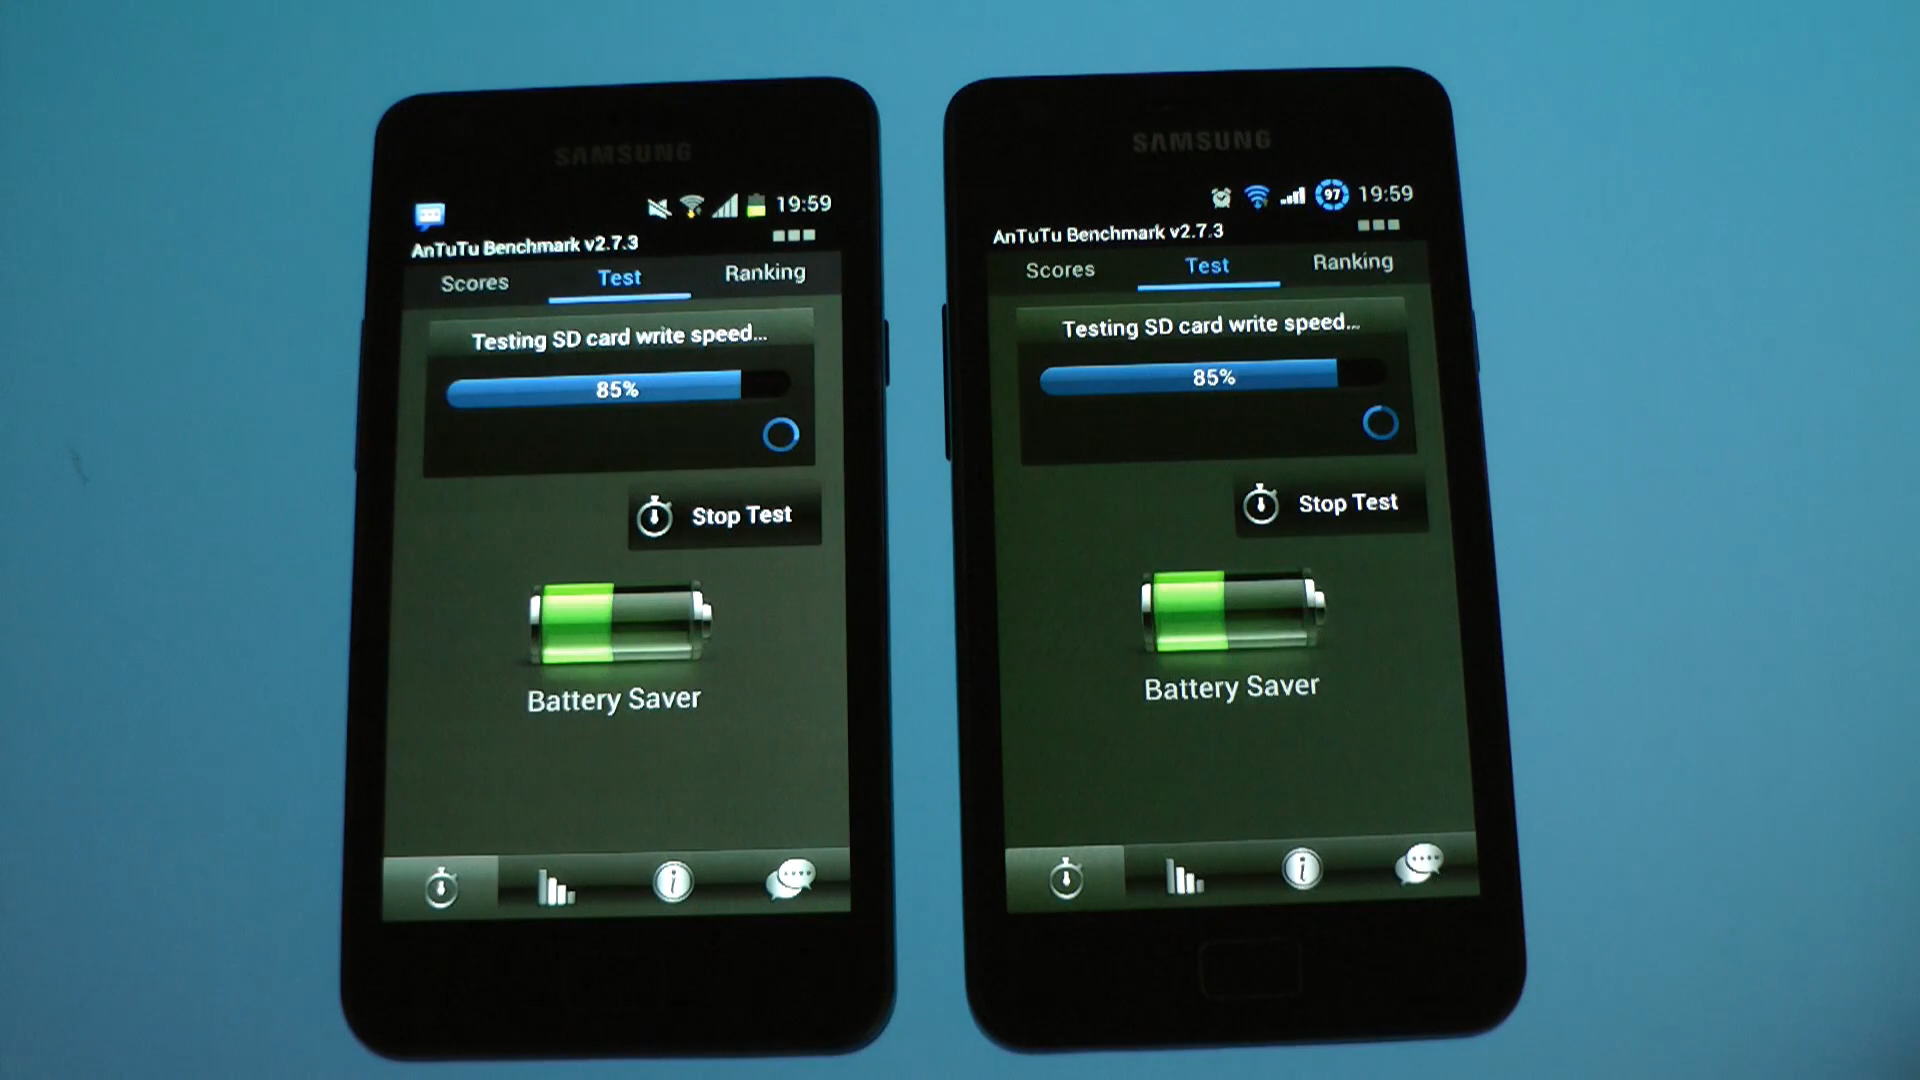 SAMSUNG
19:59
AnTuTu Benchmark v2.7.3
Scores Test Ranking
Testing SD card write speed...
85%
Stop Test
Battery Saver
SAMSUNG
97 19:59
AnTuTu Benchmark v2.7.3
Scores Test Ranking
Testing SD card write speed...
85%
Stop Test
Battery Saver